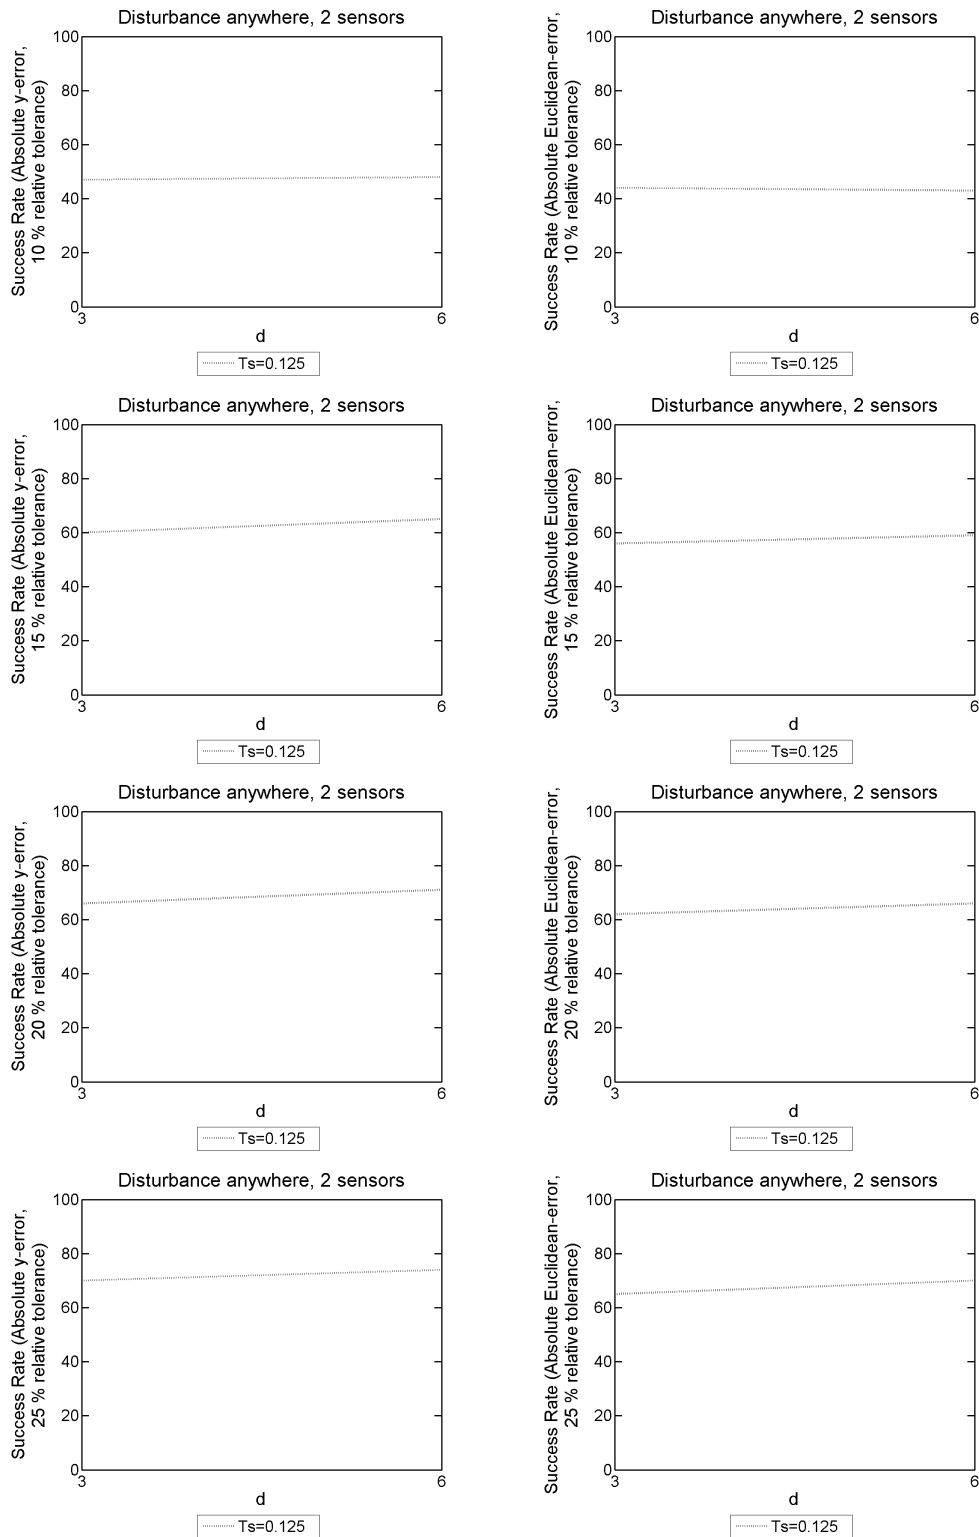 Disturbance anywhere, 2 sensors
Success Rate (Absolute y-error,
10 % relative tolerance)
100
80
60
40
20
0
3
6
d
Ts=0.125
Disturbance anywhere, 2 sensors
Success Rate (Absolute Euclidean-error,
10 % relative tolerance)
100
80
60
40
20
0
3
6
d
Ts=0.125
Disturbance anywhere, 2 sensors
Success Rate (Absolute y-error,
15 % relative tolerance)
100
80
60
40
20
0
3
6
d
Ts=0.125
Disturbance anywhere, 2 sensors
Success Rate (Absolute Euclidean-error,
15 % relative tolerance)
100
80
60
40
20
0
3
6
d
Ts=0.125
Disturbance anywhere, 2 sensors
Success Rate (Absolute y-error,
20 % relative tolerance)
100
80
60
40
20
0
3
6
d
Ts=0.125
Disturbance anywhere, 2 sensors
Success Rate (Absolute Euclidean-error,
20 % relative tolerance)
100
80
60
40
20
0
3
6
d
Ts=0.125
Disturbance anywhere, 2 sensors
Success Rate (Absolute y-error,
25 % relative tolerance)
100
80
60
40
20
0
3
6
d
Ts=0.125
Disturbance anywhere, 2 sensors
Success Rate (Absolute Euclidean-error,
25 % relative tolerance)
100
80
60
40
20
0
3
6
d
Ts=0.125